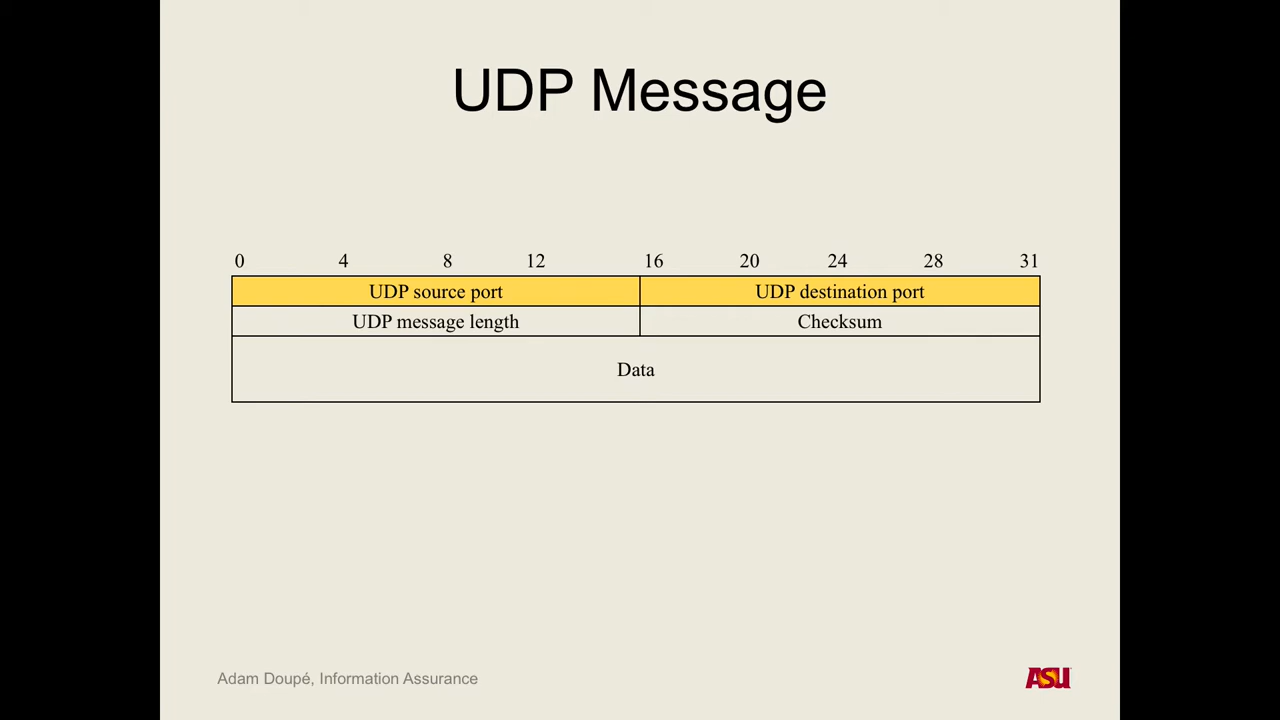 UDP Message
0 4 8 12 16 20 24 28 31
UDP source port UDP destination port
UDP message length Checksum
Data
Adam Doupé, Information Assurance
ASU